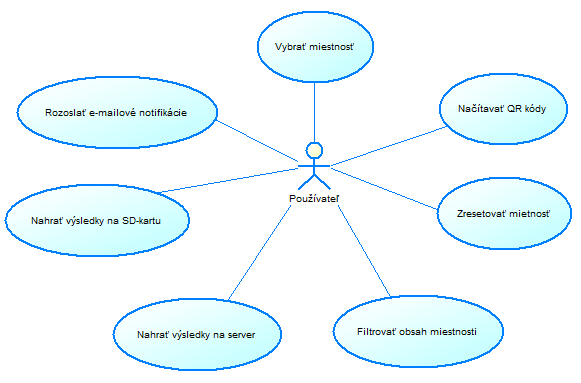 Vybrať miestnosť
Rozoslať e-mailové notifikácie
Načítavať QR kódy
Používateľ
Nahrať výsledky na SD-kartu
Zresetovať mietnosť
Nahrať výsledky na server
Filtrovať obsah miestnosti